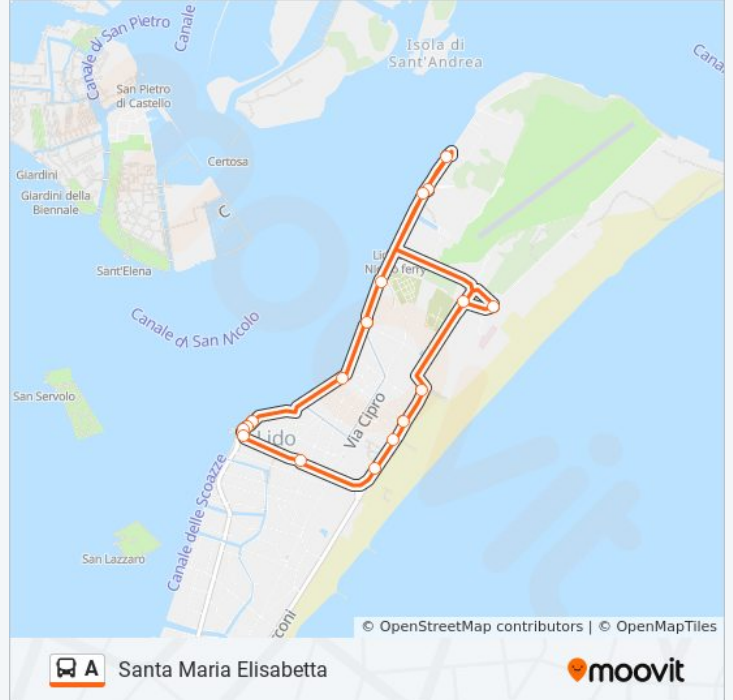 Canale di San Pietro
Canale
Isola di
Sant'Andrea
Cana
San Pietro
di Castello
Certosa
Giardini
Giardini della
Biennale
C
Sant'Elena
Canale di San Nicolo
San Servolo
Via Cipro
Lido
Canale delle Scoazze
San Lazzaro
coni
© OpenStreetMap contributors | © OpenMapTiles
A Santa Maria Elisabetta
moovit